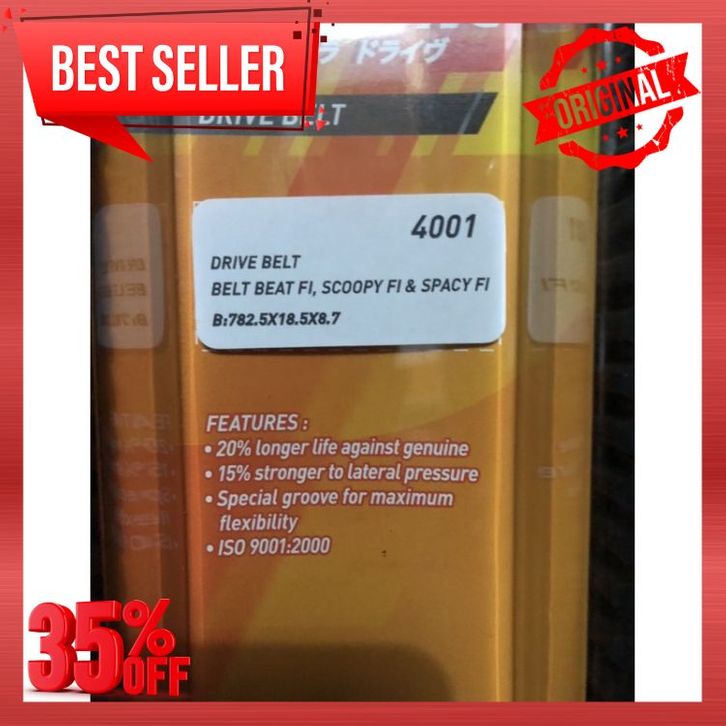 BEST SELLER
ORIGINAL
ドライヴ
DRIVE BELT
4001
DRIVE BELT
BELT BEAT FI, SCOOPY FI & SPACY FI
B:782.5X18.5X8.7
FEATURES :
• 20% longer life against genuine
• 15% stronger to lateral pressure
• Special groove for maximum
flexibility
• ISO 9001:2000
35%
OFF